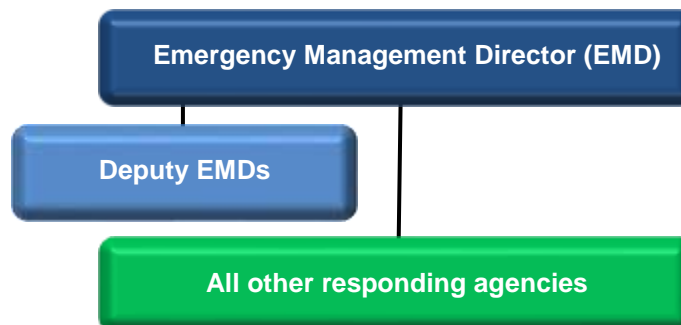 Emergency Management Director (EMD)
Deputy EMDs
All other responding agencies